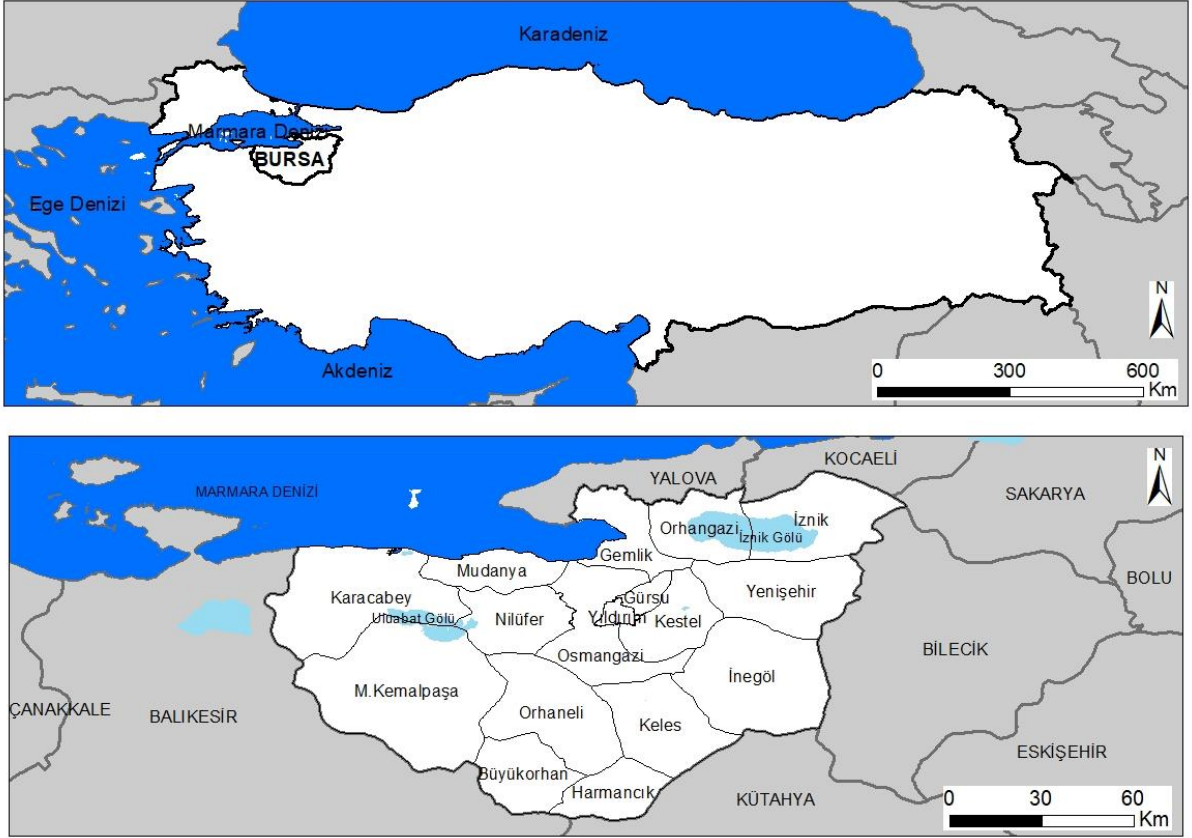 Karadeniz
Marmara Denizi
BURSA
Ege Denizi
Akdeniz
N
0 300 600
Km
MARMARA DENİZİ
YALOVA
KOCAELİ
SAKARYA
N
Orhangazi
İznik
İznik Gölü
Gemlik
BOLU
Mudanya
Karacabey
Gürsu
Yenişehir
Uluabat Gölü
Nilüfer
Yıldırım
Kestel
Osmangazi
BİLECİK
M.Kemalpaşa
İnegöl
ÇANAKKALE
BALIKESİR
Orhaneli
Keles
ESKİŞEHİR
Büyükorhan
Harmancık
KÜTAHYA
0 30 60
Km